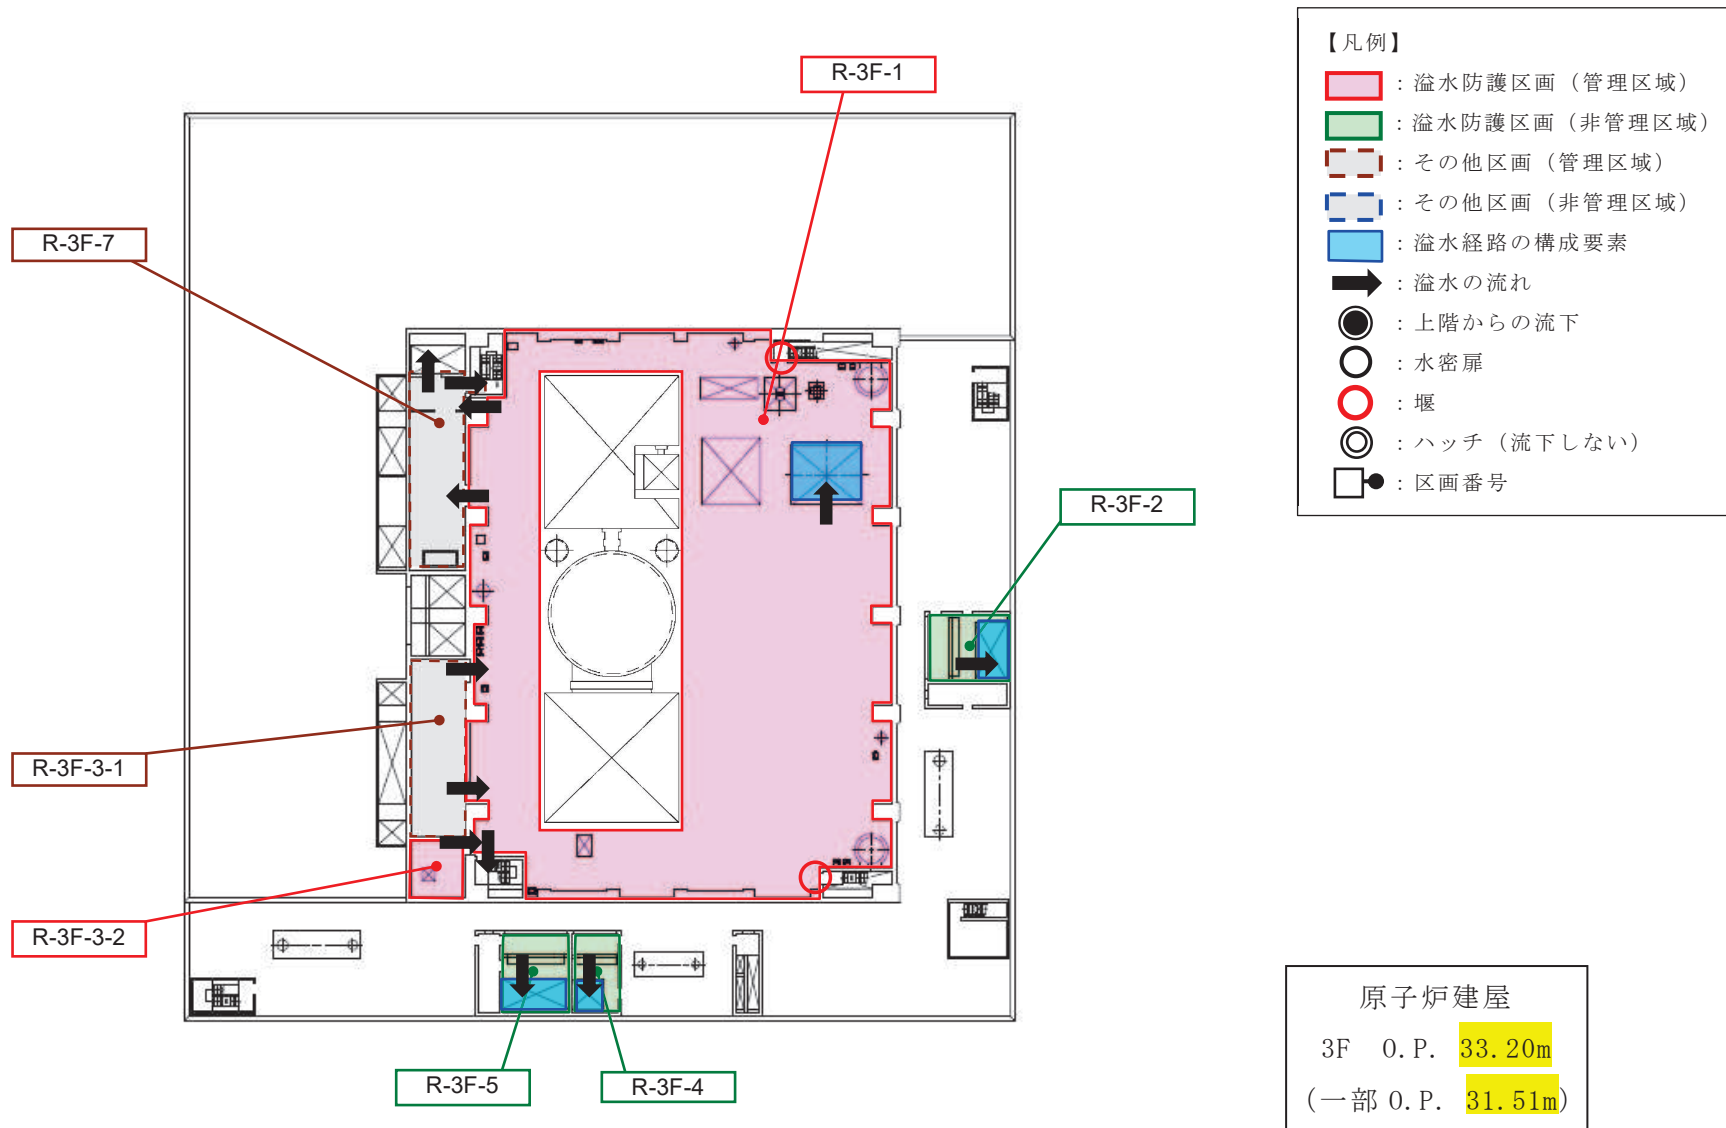 R-3F-1
R-3F-7
R-3F-2
R-3F-3-1
R-3F-3-2
R-3F-5
R-3F-4
【凡例】
：溢水防護区画（管理区域）
：溢水防護区画（非管理区域）
：その他区画（管理区域）
：その他区画（非管理区域）
：溢水経路の構成要素
：溢水の流れ
：上階からの流下
：水密扉
：堰
：ハッチ（流下しない）
：区画番号
原子炉建屋
3F O.P. 33.20m
（一部 O.P. 31.51m）